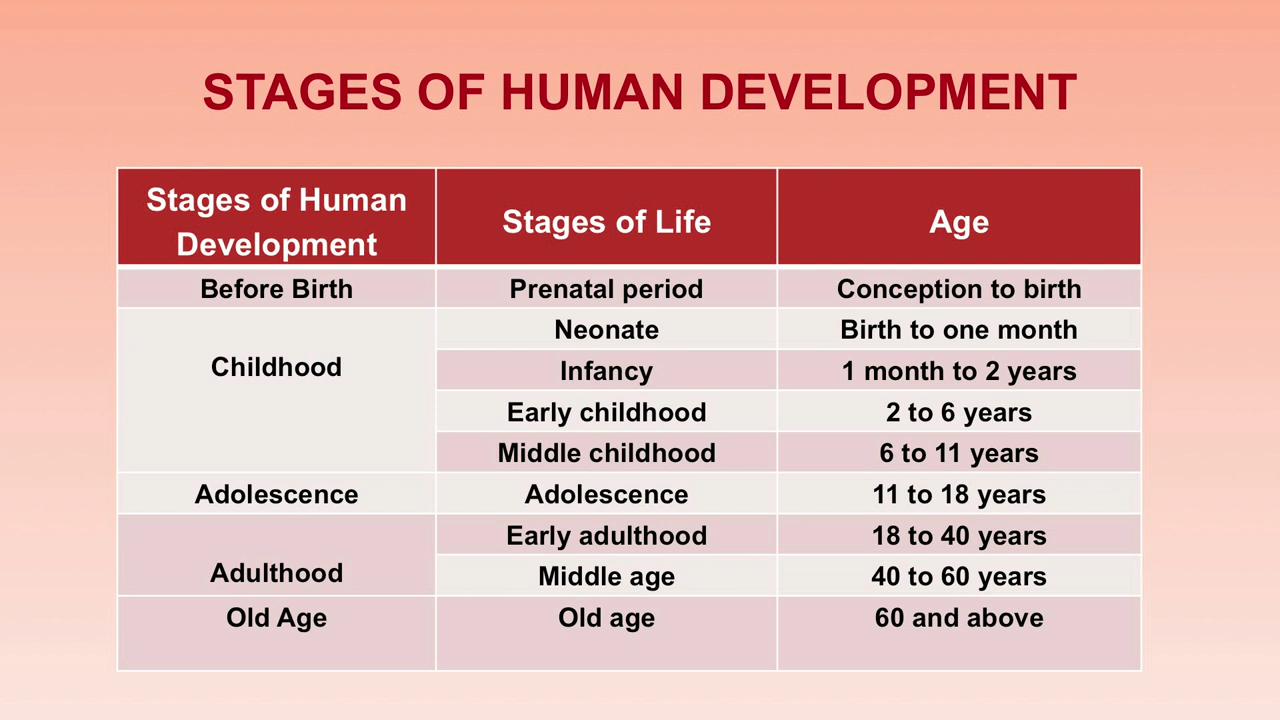 STAGES OF HUMAN DEVELOPMENT
Stages of Human
Development
Stages of Life
Age
Before Birth
Prenatal period
Conception to birth
Childhood
Neonate
Birth to one month
Infancy
1 month to 2 years
Early childhood
2 to 6 years
Middle childhood
6 to 11 years
Adolescence
Adolescence
11 to 18 years
Adulthood
Early adulthood
18 to 40 years
Middle age
40 to 60 years
Old Age
Old age
60 and above